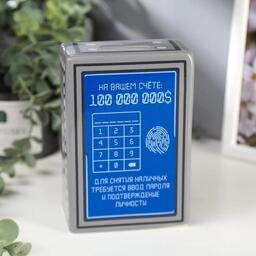 НА ВАШЕМ СЧЁТЕ:
100 000 000$
1 2 3
4 5 6
7 8 9
* 0
ДЛЯ СНЯТИЯ НАЛИЧНЫХ
ТРЕБУЕТСЯ ВВОД ПАРОЛЯ
И ПОДТВЕРЖДЕНИЕ
ЛИЧНОСТИ